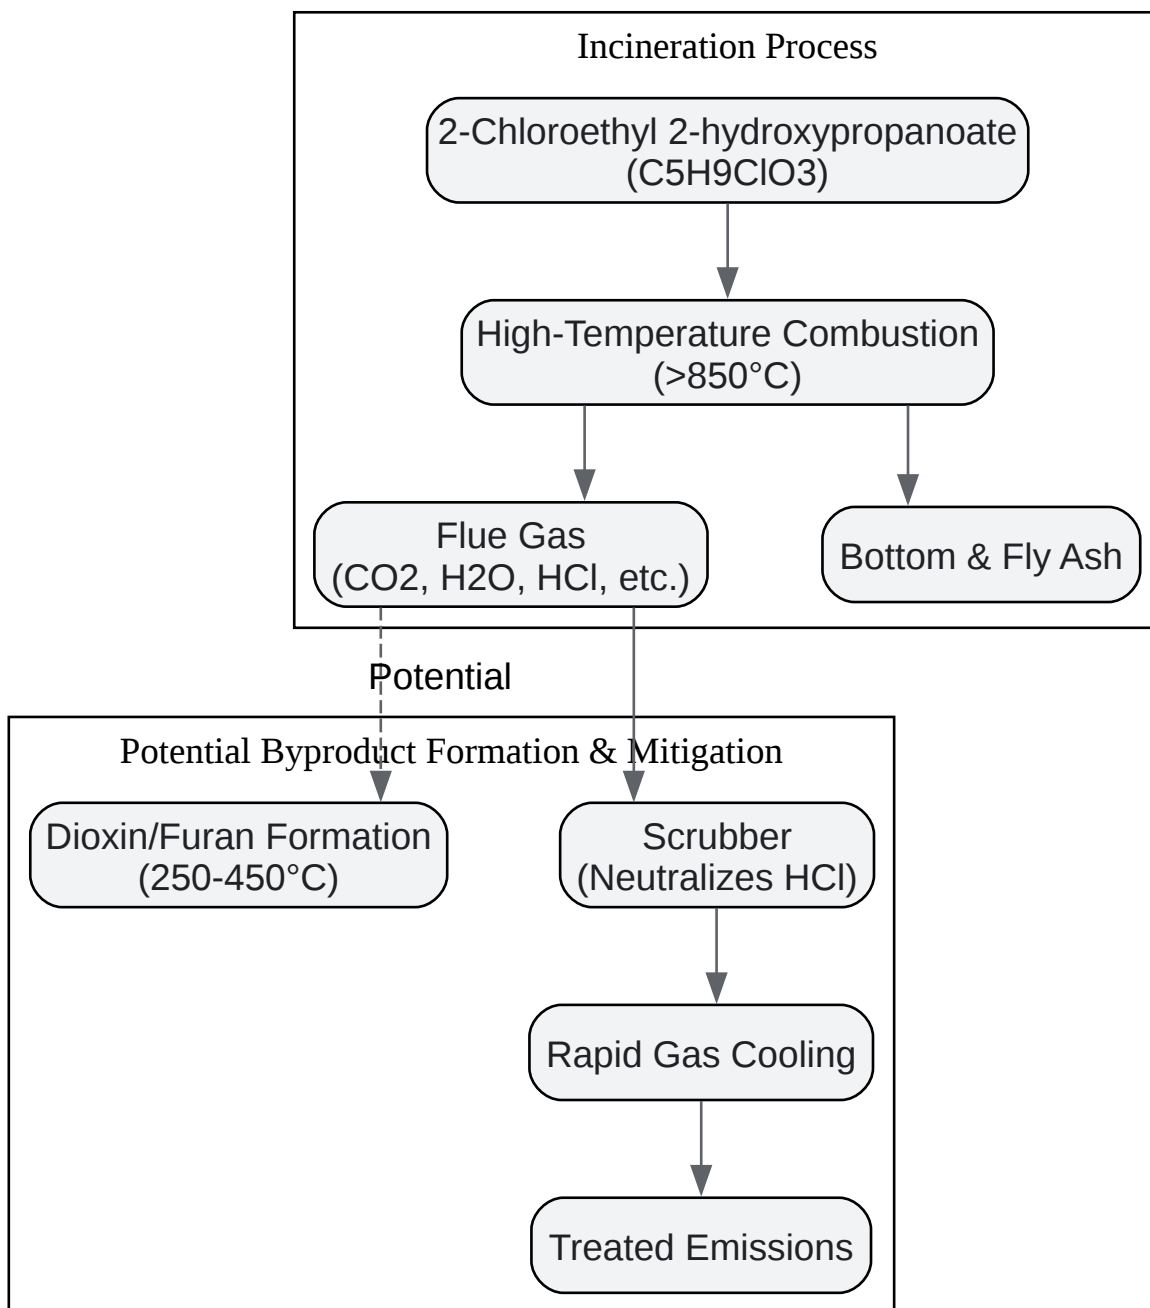 Incineration Process
2-Chloroethyl 2-hydroxypropanoate
(C5H9ClO3)
High-Temperature Combustion
(>850°C)
Flue Gas
(CO2, H2O, HCl, etc.)
Bottom & Fly Ash
Potential
Potential Byproduct Formation & Mitigation
Dioxin/Furan Formation
(250-450°C)
Scrubber
(Neutralizes HCl)
Rapid Gas Cooling
Treated Emissions